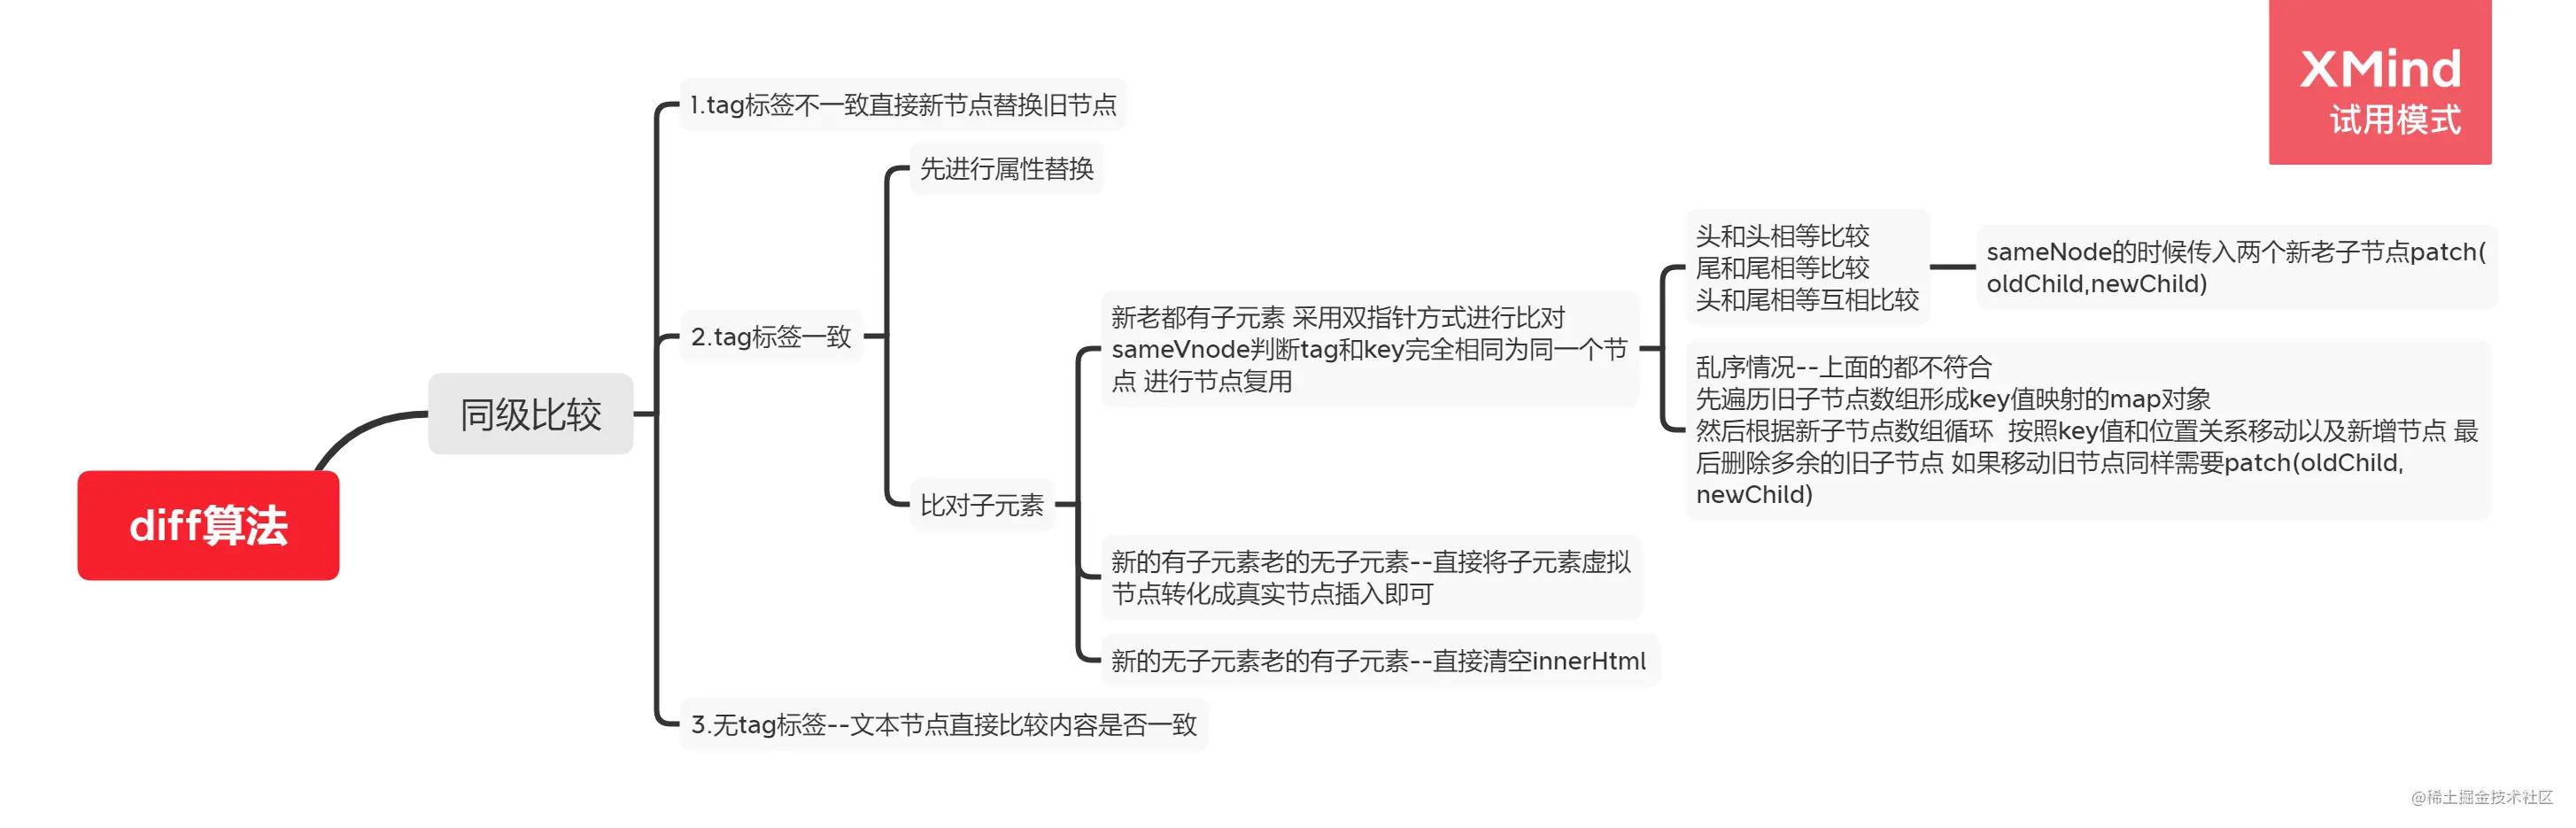 XMind
试用模式
1.tag标签不一致直接新节点替换旧节点
先进行属性替换
头和头相等比较
尾和尾相等比较
头和尾相等互相比较
sameNode的时候传入两个新老子节点patch(
oldChild,newChild)
新老都有子元素 采用双指针方式进行比对
sameVnode判断tag和key完全相同为同一个节
点 进行节点复用
2.tag标签一致
乱序情况--上面的都不符合
先遍历旧子节点数组形成key值映射的map对象
然后根据新子节点数组循环 按照key值和位置关系移动以及新增节点 最
后删除多余的旧子节点 如果移动旧节点同样需要patch(oldChild,
newChild)
同级比较
比对子元素
diff算法
新的有子元素老的无子元素--直接将子元素虚拟
节点转化成真实节点插入即可
新的无子元素老的有子元素--直接清空innerHtml
3.无tag标签--文本节点直接比较内容是否一致
@稀土掘金技术社区